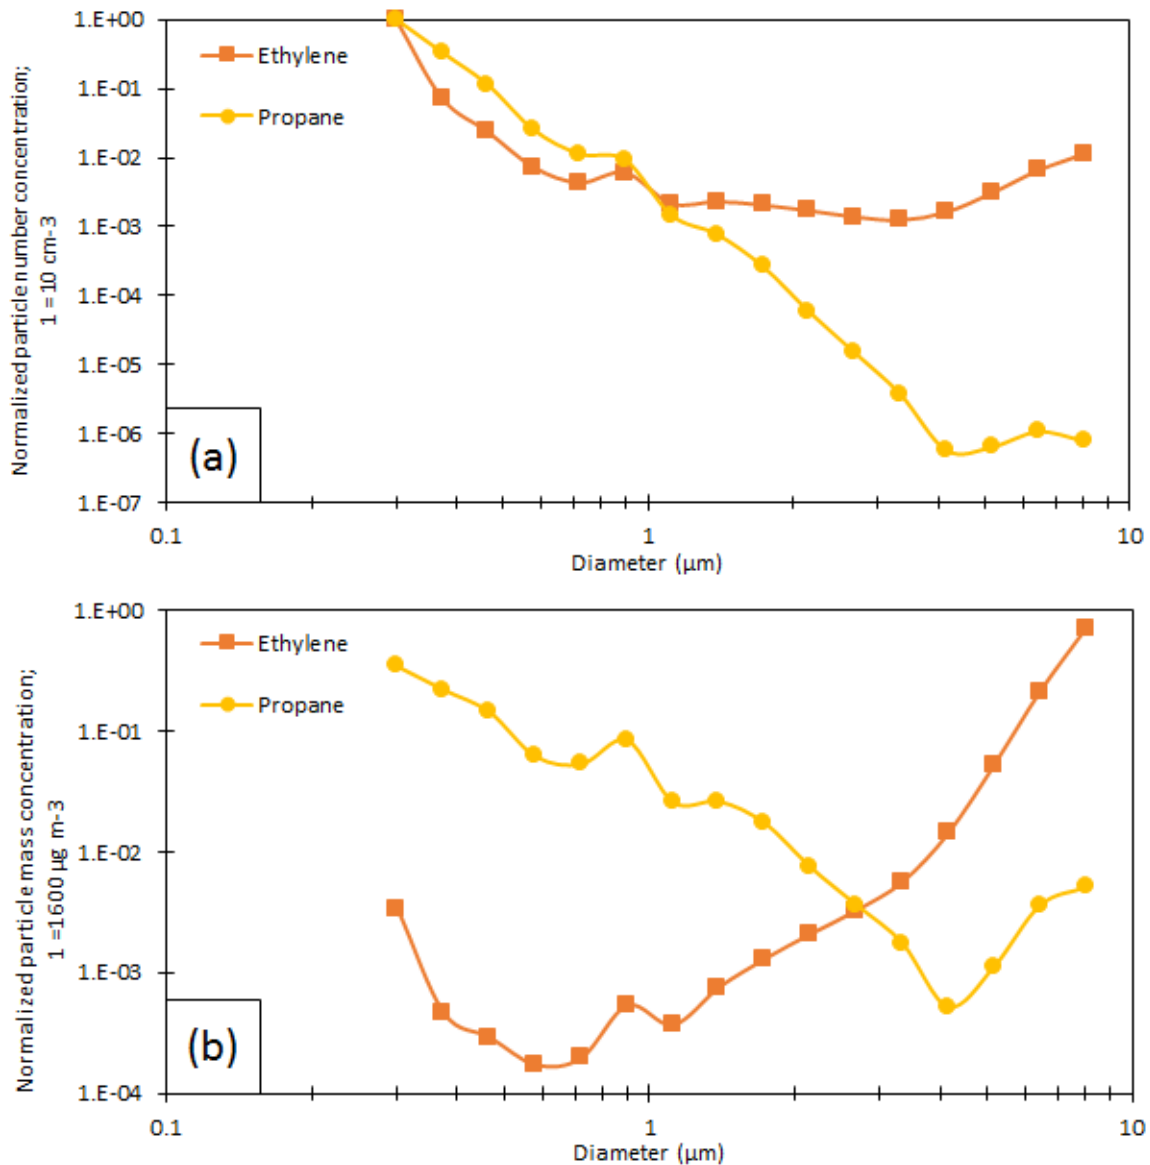 1.E+00
1.E-01
1.E-02
1.E-03
1.E-04
1.E-05
1.E-06
1.E-07
Normalized particle number concentration;
1 =10 cm-3
Ethylene
Propane
(a)
0.1
1
10
Diameter (µm)
1.E+00
1.E-01
1.E-02
1.E-03
1.E-04
Normalized particle mass concentration;
1 =1600 µg m-3
Ethylene
Propane
(b)
0.1
1
10
Diameter (µm)